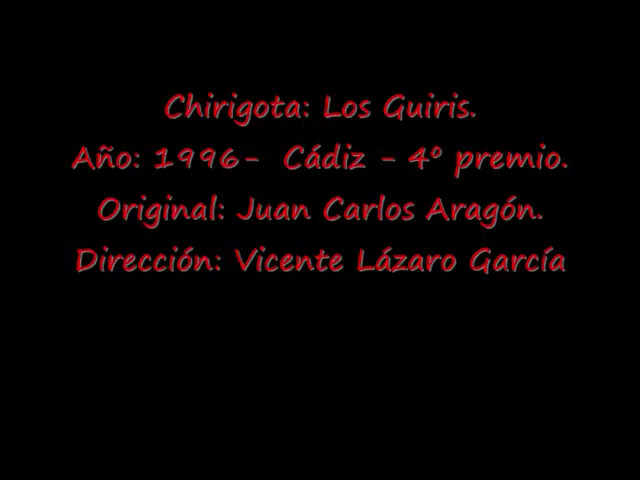 Chirigota: Los Guiris.
Año: 1996- Cádiz - 4º premio.
Original: Juan Carlos Aragón.
Dirección: Vicente Lázaro García